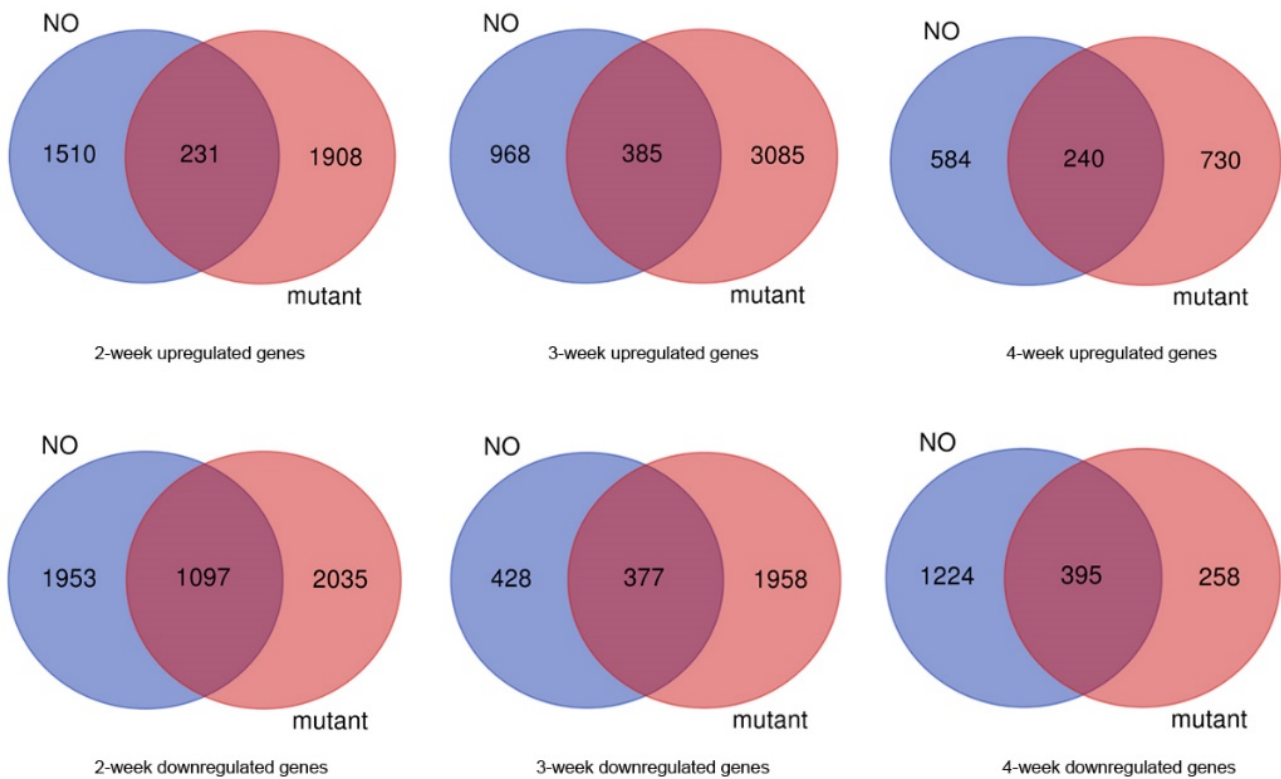 NO
1510 231 1908
mutant
2-week upregulated genes
NO
968 385 3085
mutant
3-week upregulated genes
NO
584 240 730
mutant
4-week upregulated genes
NO
1953 1097 2035
mutant
2-week downregulated genes
NO
428 377 1958
mutant
3-week downregulated genes
NO
1224 395 258
mutant
4-week downregulated genes